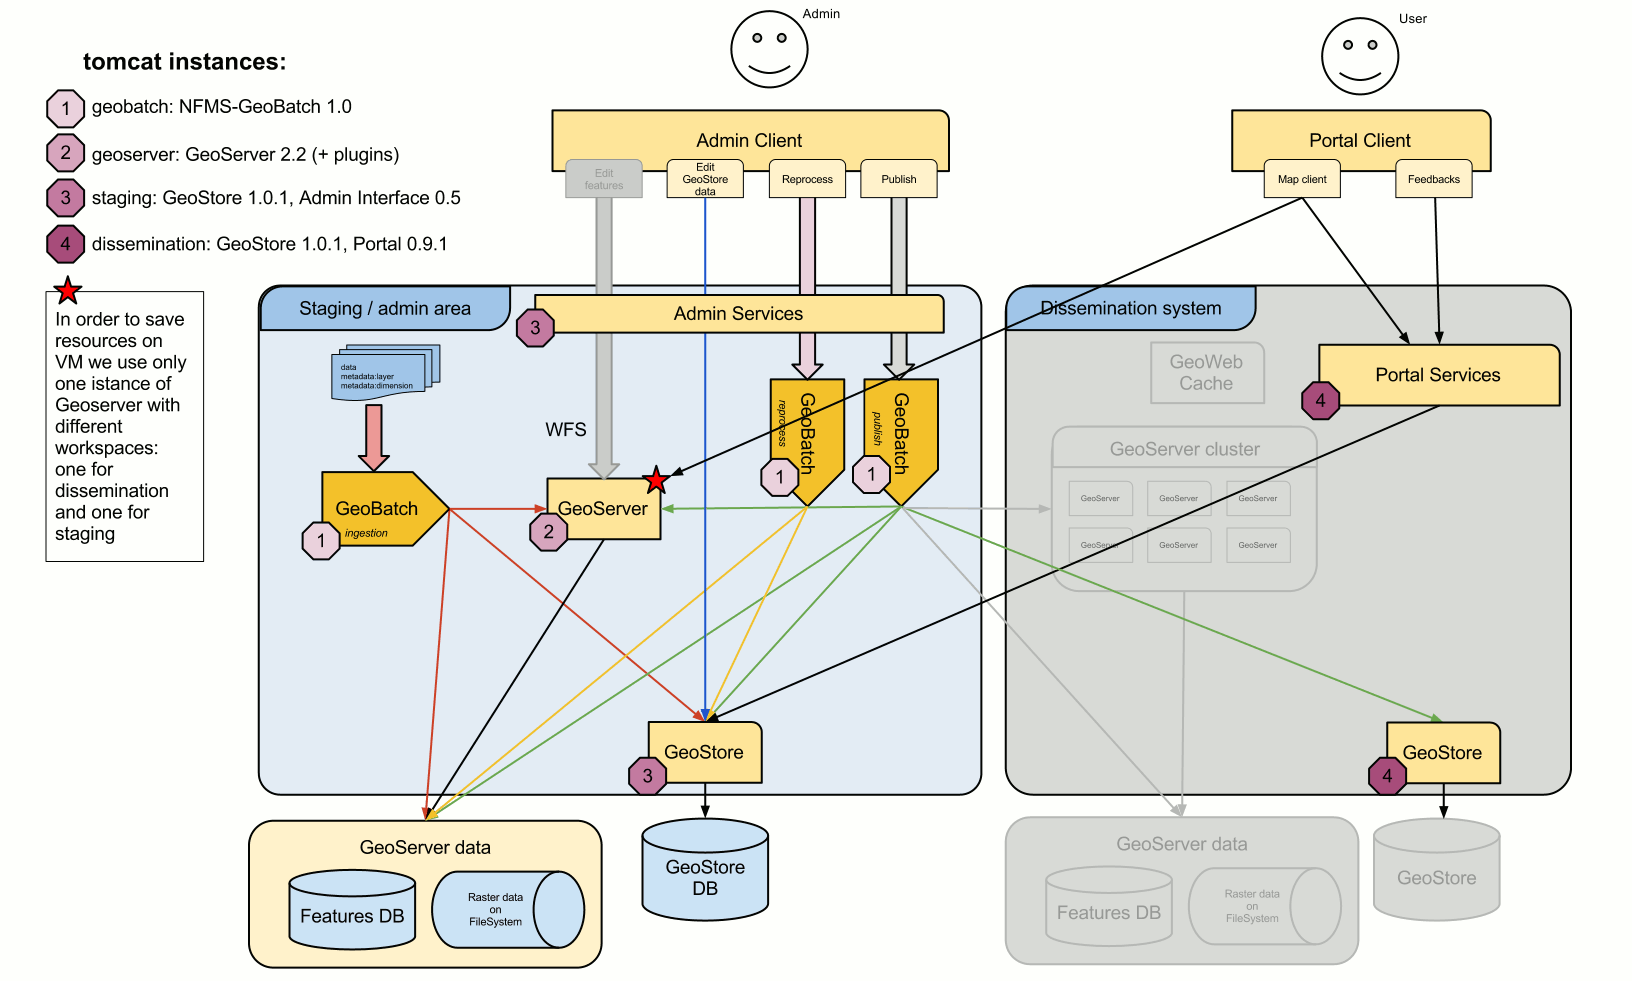 Admin
User
tomcat instances:
1
geobatch: NFMS-GeoBatch 1.0
2
geoserver: GeoServer 2.2 (+ plugins)
3
staging: GeoStore 1.0.1, Admin Interface 0.5
4
dissemination: GeoStore 1.0.1, Portal 0.9.1
In order to save
resources on
VM we use only
one istance of
Geoserver with
different
workspaces:
one for
dissemination
and one for
staging
Admin Client
Edit
features
Edit
GeoStore
data
Reprocess
Publish
Portal Client
Map client
Feedbacks
Staging / admin area
Admin Services
3
data
metadata:layer
metadata:dimension
WFS
GeoBatch
reprocess
1
GeoBatch
publish
1
GeoBatch
ingestion
1
GeoServer
2
GeoStore
3
Dissemination system
GeoWeb
Cache
Portal Services
4
GeoServer cluster
GeoServer
GeoServer
GeoServer
GeoServer
GeoServer
GeoServer
GeoStore
4
GeoServer data
Features DB
Raster data
on
FileSystem
GeoStore
DB
GeoServer data
Features DB
Raster data
on
FileSystem
GeoStore